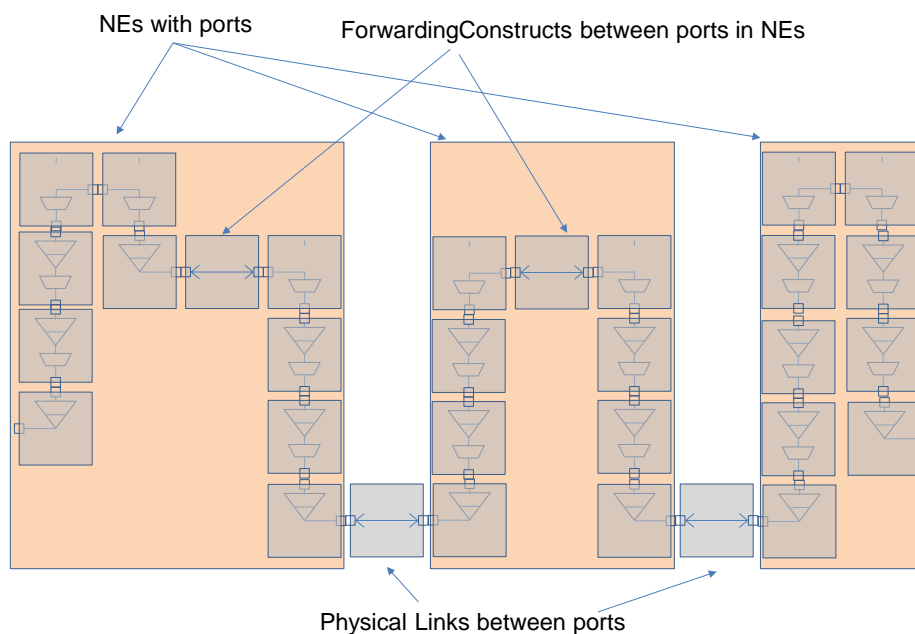 NEs with ports
ForwardingConstructs between ports in NEs
Physical Links between ports